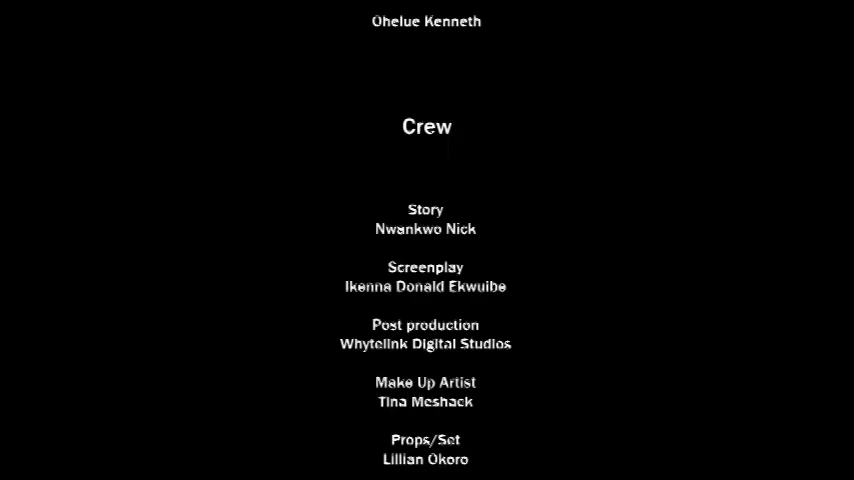 Ohelue Kenneth
Crew
Story
Nwankwo Nick
Screenplay
Ikenna Donald Ekwuibe
Post production
Whytelink Digital Studios
Make Up Artist
Tina Meshack
Props/Set
Lillian Okoro